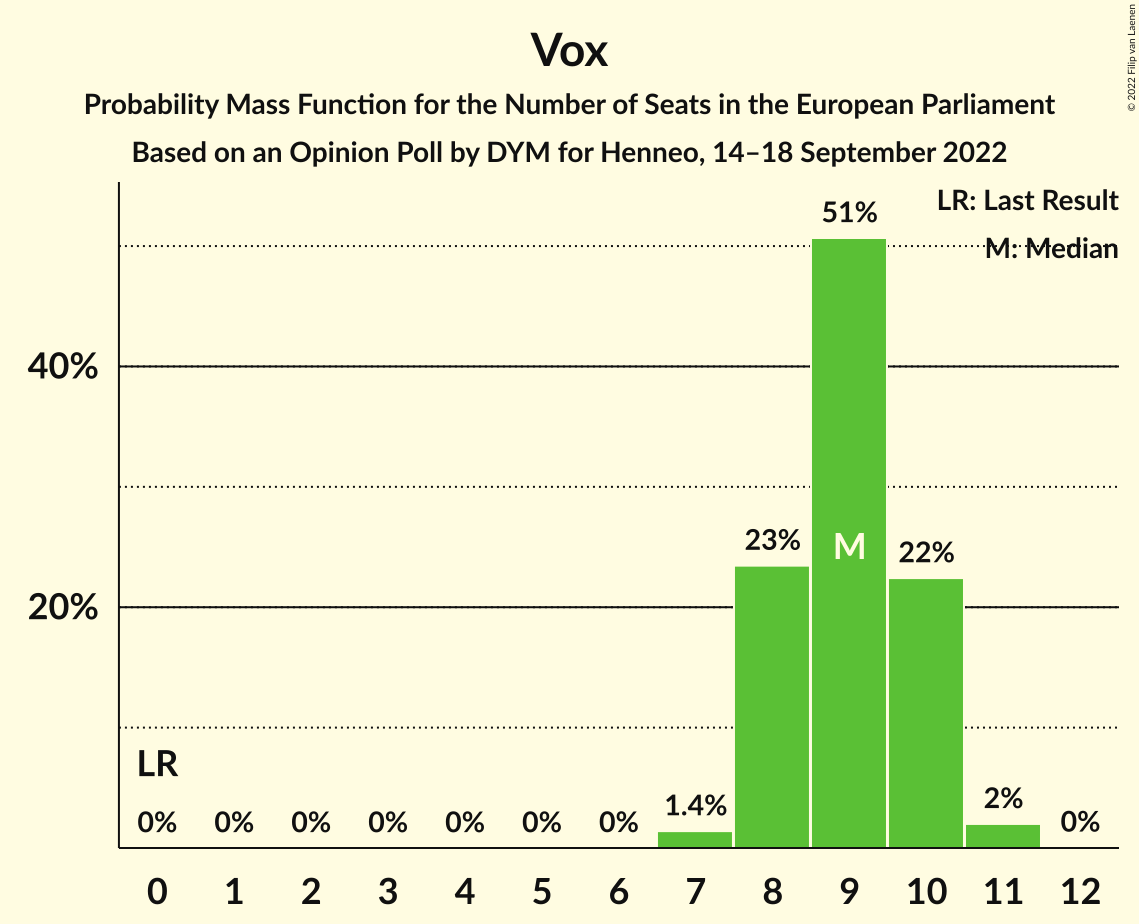 © 2022 Filip van Laenen
Vox
Probability Mass Function for the Number of Seats in the European Parliament
Based on an Opinion Poll by DYM for Henneo, 14–18 September 2022
LR: Last Result
M: Median
51%
40%
23%
M
22%
20%
LR
0% 0% 0% 0% 0% 0% 0% 1.4% 2% 0%
0 1 2 3 4 5 6 7 8 9 10 11 12